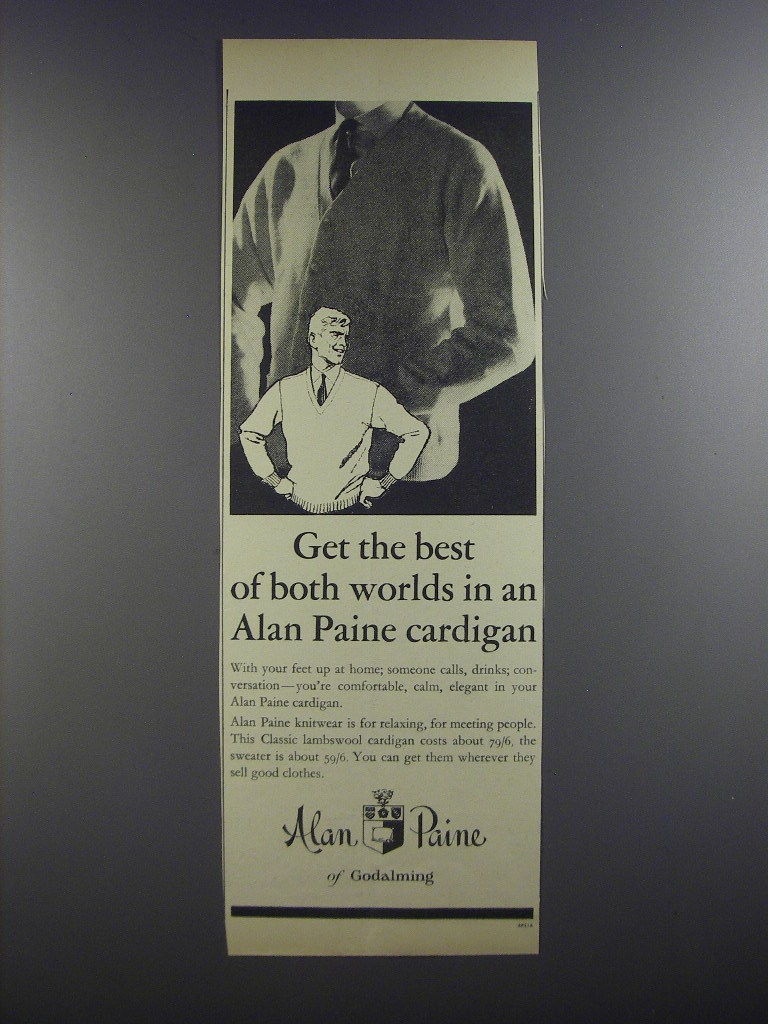 Get the best
of both worlds in an
Alan Paine cardigan
With your feet up at home; someone calls, drinks; con-
versation—you're comfortable, calm, elegant in your
Alan Paine cardigan.
Alan Paine knitwear is for relaxing, for meeting people.
This Classic lambswool cardigan costs about 79/6, the
sweater is about 59/6. You can get them wherever they
sell good clothes.
Alan Paine
of Godalming